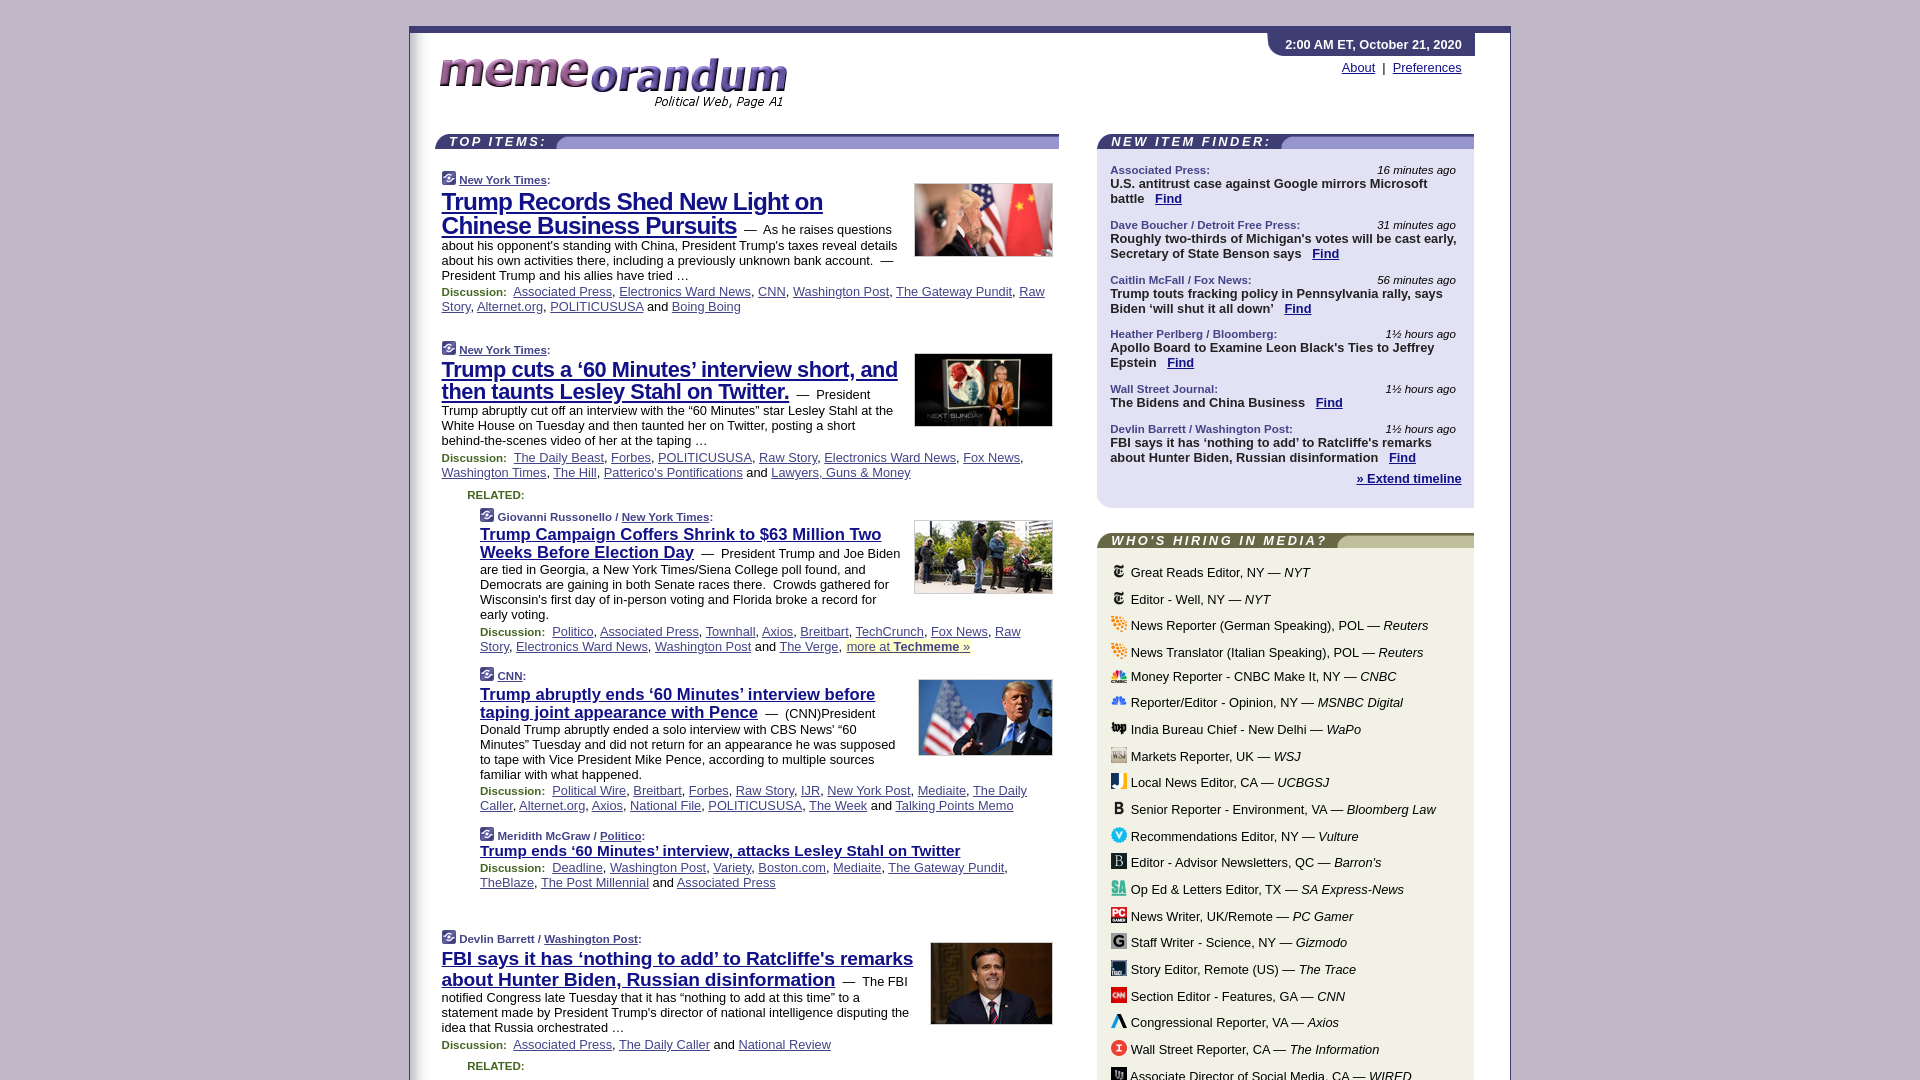 2:00 AM ET, October 21, 2020
memeorandum
About | Preferences
Political Web, Page A1
TOP ITEMS:
New York Times:
Trump Records Shed New Light on
Chinese Business Pursuits — As he raises questions
about his opponent's standing with China, President Trump's taxes reveal details
about his own activities there, including a previously unknown bank account. —
President Trump and his allies have tried …
Discussion: Associated Press, Electronics Ward News, CNN, Washington Post, The Gateway Pundit, Raw
Story, Alternet.org, POLITICUSUSA and Boing Boing
New York Times:
Trump cuts a ‘60 Minutes’ interview short, and
then taunts Lesley Stahl on Twitter. — President
Trump abruptly cut off an interview with the “60 Minutes” star Lesley Stahl at the
White House on Tuesday and then taunted her on Twitter, posting a short
behind-the-scenes video of her at the taping …
NEXT SUNDAY
Discussion: The Daily Beast, Forbes, POLITICUSUSA, Raw Story, Electronics Ward News, Fox News,
Washington Times, The Hill, Patterico's Pontifications and Lawyers, Guns & Money
RELATED:
Giovanni Russonello / New York Times:
Trump Campaign Coffers Shrink to $63 Million Two
Weeks Before Election Day — President Trump and Joe Biden
are tied in Georgia, a New York Times/Siena College poll found, and
Democrats are gaining in both Senate races there. Crowds gathered for
Wisconsin's first day of in-person voting and Florida broke a record for
early voting.
Discussion: Politico, Associated Press, Townhall, Axios, Breitbart, TechCrunch, Fox News, Raw
Story, Electronics Ward News, Washington Post and The Verge, more at Techmeme »
CNN:
Trump abruptly ends ‘60 Minutes’ interview before
taping joint appearance with Pence — (CNN)President
Donald Trump abruptly ended a solo interview with CBS News' “60
Minutes” Tuesday and did not return for an appearance he was supposed
to tape with Vice President Mike Pence, according to multiple sources
familiar with what happened.
Discussion: Political Wire, Breitbart, Forbes, Raw Story, IJR, New York Post, Mediaite, The Daily
Caller, Alternet.org, Axios, National File, POLITICUSUSA, The Week and Talking Points Memo
Meridith McGraw / Politico:
Trump ends ‘60 Minutes’ interview, attacks Lesley Stahl on Twitter
Discussion: Deadline, Washington Post, Variety, Boston.com, Mediaite, The Gateway Pundit,
TheBlaze, The Post Millennial and Associated Press
Devlin Barrett / Washington Post:
FBI says it has ‘nothing to add’ to Ratcliffe's remarks
about Hunter Biden, Russian disinformation — The FBI
notified Congress late Tuesday that it has “nothing to add at this time” to a
statement made by President Trump's director of national intelligence disputing the
idea that Russia orchestrated …
Discussion: Associated Press, The Daily Caller and National Review
RELATED:
NEW ITEM FINDER:
Associated Press: 16 minutes ago
U.S. antitrust case against Google mirrors Microsoft
battle Find
Dave Boucher / Detroit Free Press: 31 minutes ago
Roughly two-thirds of Michigan's votes will be cast early,
Secretary of State Benson says Find
Caitlin McFall / Fox News: 56 minutes ago
Trump touts fracking policy in Pennsylvania rally, says
Biden ‘will shut it all down’ Find
Heather Perlberg / Bloomberg: 1½ hours ago
Apollo Board to Examine Leon Black's Ties to Jeffrey
Epstein Find
Wall Street Journal: 1½ hours ago
The Bidens and China Business Find
Devlin Barrett / Washington Post: 1½ hours ago
FBI says it has ‘nothing to add’ to Ratcliffe's remarks
about Hunter Biden, Russian disinformation Find
» Extend timeline
WHO'S HIRING IN MEDIA?
Great Reads Editor, NY — NYT
Editor - Well, NY — NYT
News Reporter (German Speaking), POL — Reuters
News Translator (Italian Speaking), POL — Reuters
Money Reporter - CNBC Make It, NY — CNBC
Reporter/Editor - Opinion, NY — MSNBC Digital
India Bureau Chief - New Delhi — WaPo
Markets Reporter, UK — WSJ
Local News Editor, CA — UCBGSJ
Senior Reporter - Environment, VA — Bloomberg Law
Recommendations Editor, NY — Vulture
Editor - Advisor Newsletters, QC — Barron's
Op Ed & Letters Editor, TX — SA Express-News
News Writer, UK/Remote — PC Gamer
Staff Writer - Science, NY — Gizmodo
Story Editor, Remote (US) — The Trace
Section Editor - Features, GA — CNN
Congressional Reporter, VA — Axios
Wall Street Reporter, CA — The Information
Associate Director of Social Media, CA — WIRED